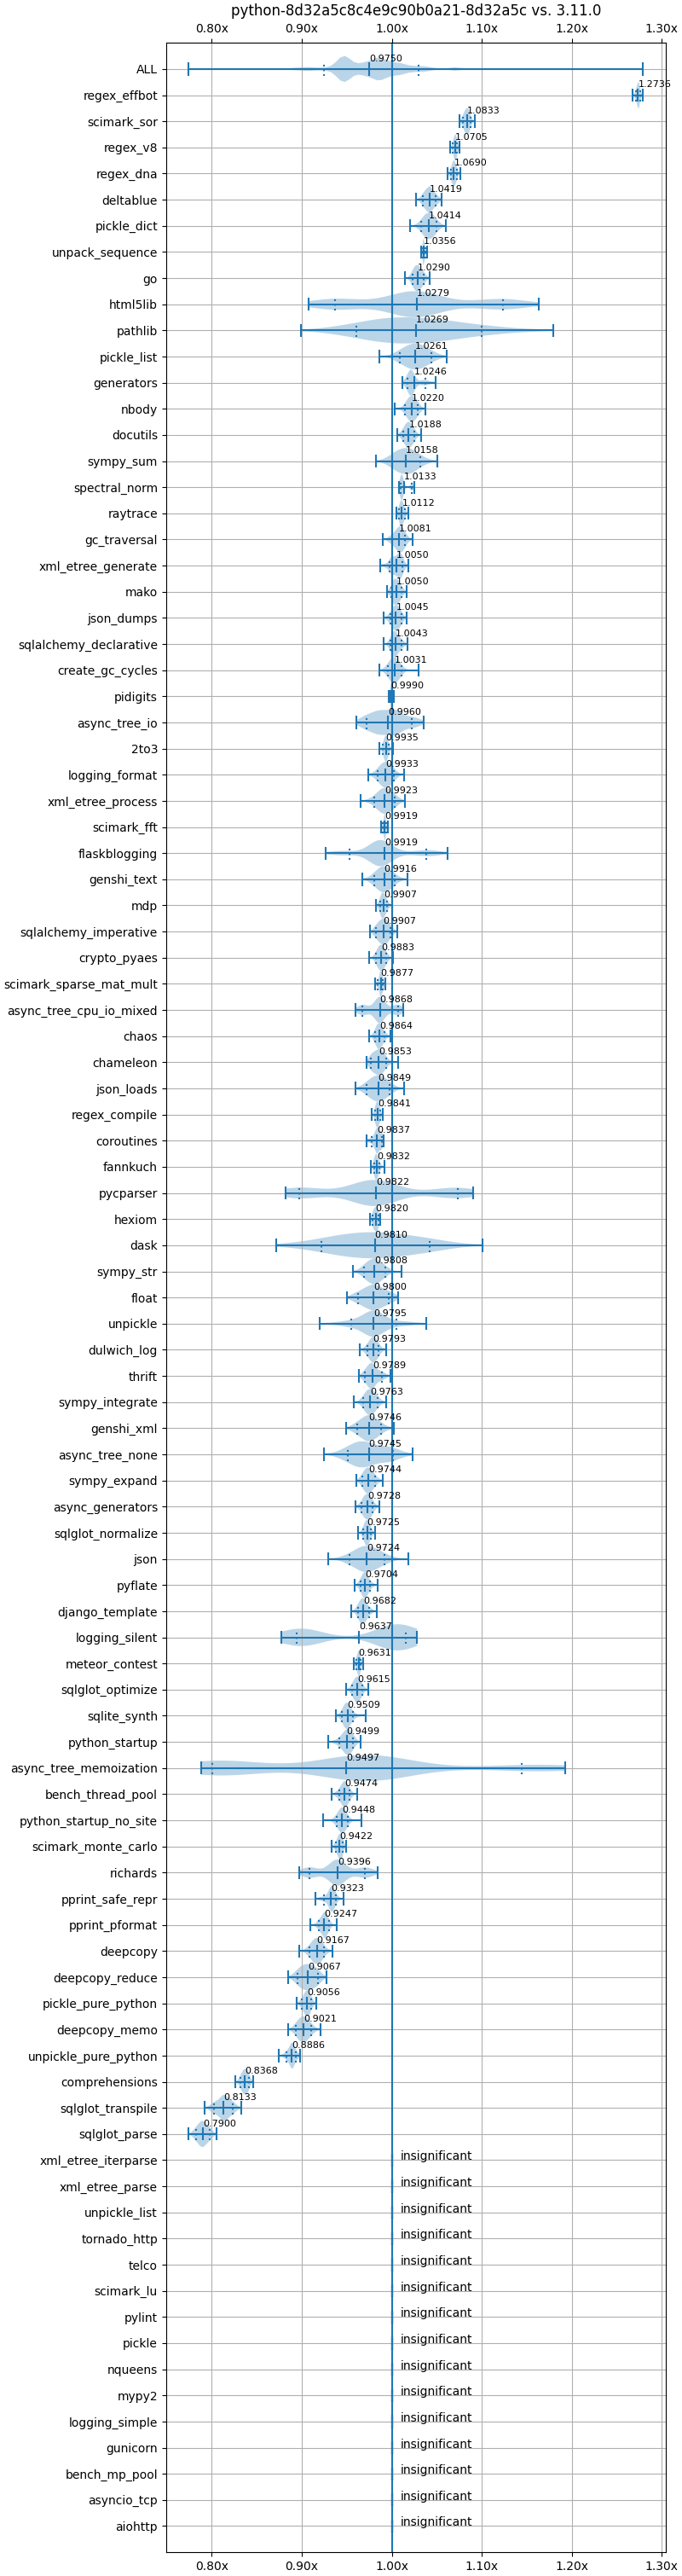 python-8d32a5c8c4e9c90b0a21-8d32a5c vs. 3.11.0
0.80x 0.90x 1.00x 1.10x 1.20x 1.30x
ALL 0.9750
regex_effbot 1.2736
scimark_sor 1.0833
regex_v8 1.0705
regex_dna 1.0690
deltablue 1.0419
pickle_dict 1.0414
unpack_sequence 1.0356
go 1.0290
html5lib 1.0279
pathlib 1.0269
pickle_list 1.0261
generators 1.0246
nbody 1.0220
docutils 1.0188
sympy_sum 1.0158
spectral_norm 1.0133
raytrace 1.0112
gc_traversal 1.0081
xml_etree_generate 1.0050
mako 1.0050
json_dumps 1.0045
sqlalchemy_declarative 1.0043
create_gc_cycles 1.0031
pidigits 0.9990
async_tree_io 0.9960
2to3 0.9935
logging_format 0.9933
xml_etree_process 0.9923
scimark_fft 0.9919
flaskblogging 0.9919
genshi_text 0.9916
mdp 0.9907
sqlalchemy_imperative 0.9907
crypto_pyaes 0.9883
scimark_sparse_mat_mult 0.9877
async_tree_cpu_io_mixed 0.9868
chaos 0.9864
chameleon 0.9853
json_loads 0.9849
regex_compile 0.9841
coroutines 0.9837
fannkuch 0.9832
pycparser 0.9822
hexiom 0.9820
dask 0.9810
sympy_str 0.9808
float 0.9800
unpickle 0.9795
dulwich_log 0.9793
thrift 0.9789
sympy_integrate 0.9763
genshi_xml 0.9746
async_tree_none 0.9745
sympy_expand 0.9744
async_generators 0.9728
sqlglot_normalize 0.9725
json 0.9724
pyflate 0.9704
django_template 0.9682
logging_silent 0.9637
meteor_contest 0.9631
sqlglot_optimize 0.9615
sqlite_synth 0.9509
python_startup 0.9499
async_tree_memoization 0.9497
bench_thread_pool 0.9474
python_startup_no_site 0.9448
scimark_monte_carlo 0.9422
richards 0.9396
pprint_safe_repr 0.9323
pprint_pformat 0.9247
deepcopy 0.9167
deepcopy_reduce 0.9067
pickle_pure_python 0.9056
deepcopy_memo 0.9021
unpickle_pure_python 0.8886
comprehensions 0.8368
sqlglot_transpile 0.8133
sqlglot_parse 0.7900
xml_etree_iterparse insignificant
xml_etree_parse insignificant
unpickle_list insignificant
tornado_http insignificant
telco insignificant
scimark_lu insignificant
pylint insignificant
pickle insignificant
nqueens insignificant
mypy2 insignificant
logging_simple insignificant
gunicorn insignificant
bench_mp_pool insignificant
asyncio_tcp insignificant
aiohttp insignificant
0.80x 0.90x 1.00x 1.10x 1.20x 1.30x